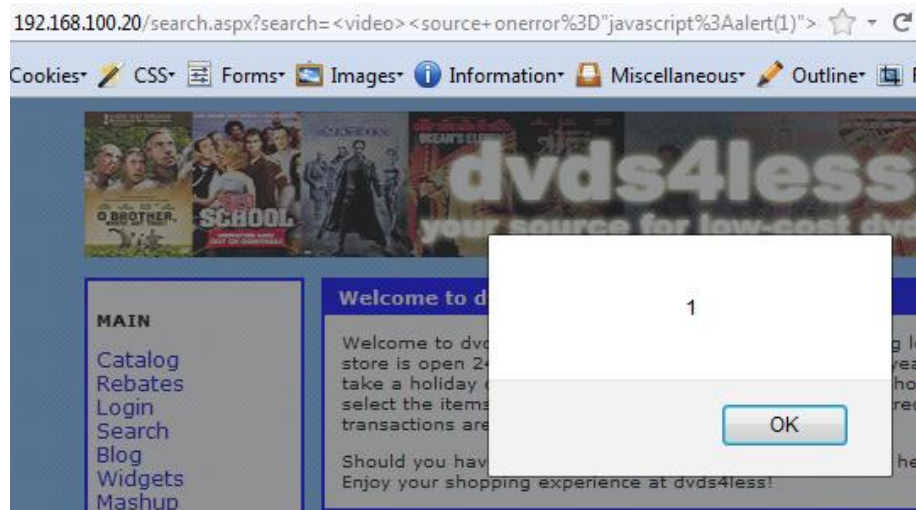 192.168.100.20/search.aspx?search=<video><source+onerror%3D"javascript%3Aalert(1)">
Cookies CSS Forms Images Information Miscellaneous Outline
O BROTHER,
SCHOOL
dvds4less
your source for low-cost dvd
MAIN
Catalog
Rebates
Login
Search
Blog
Widgets
Mashup
Welcome to d
Welcome to dvd
store is open 24
take a holiday
select the items
transactions are
Should you hav
Enjoy your shopping experience at dvds4less!
1
OK